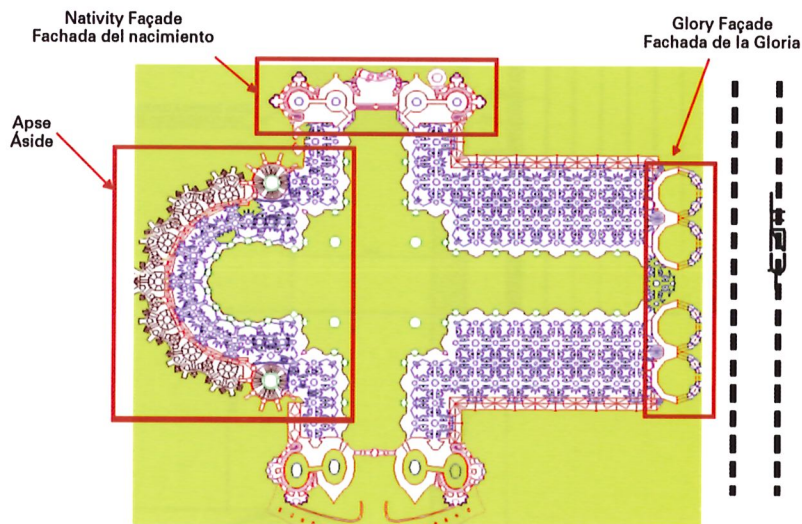 Nativity Façade
Fachada del nacimiento
Glory Façade
Fachada de la Gloria
Apse
Áside